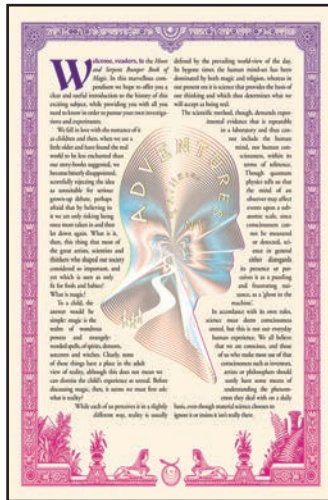 Welcome, readers, to the Moon
and Serpent Bumper Book of
Magic. In this marvellous com-
pendium we hope to offer you a
clear and useful introduction to the history of this
exciting subject, while providing you with all you
need to know in order to pursue your own investiga-
tions and experiments.
We fall in love with the romance of it
as children and then, when we are a
little older and have found the real
world to be less enchanted than
our story-books suggested, we
become bitterly disappointed,
scornfully rejecting the idea
as unsuitable for serious
grown-up debate, perhaps
afraid that by believing in
it we are only risking being
once more taken in and then
let down again. What is it,
then, this thing that most of
the great artists, scientists and
thinkers who shaped our society
considered so important, and
yet which is seen as only
fit for fools and babies?
What is magic?
To a child, the
answer would be
simple: magic is the
realm of wondrous
powers and strangely-
worded spells, of spirits, demons,
sorcerers and witches. Clearly, none
of these things have a place in the adult
view of reality, although this does not mean we
can dismiss the child's experience as unreal. Before
discussing magic, then, it seems we must first ask:
what is reality?
While each of us perceives it in a slightly
different way, reality is usually
defined by the prevailing world-view of the day.
In bygone times the human mind-set has been
dominated by both magic and religion, whereas in
our present era it is science that provides the basis of
our thinking and which thus determines what we
will accept as being real.
The scientific method, though, demands exper-
imental evidence that is repeatable
in a laboratory and thus can-
not include the human
mind, nor human con-
sciousness, within its
terms of reference.
Though quantum
physics tells us that
the mind of an
observer may affect
events upon a sub-
atomic scale, since
consciousness can-
not be measured
or detected, sci-
ence in general
either disregards
its presence or per-
ceives it as a puzzling
and frustrating nui-
sance, as a 'ghost in the
machine'.
In accordance with its own rules,
science must deny consciousness
control, but this is not our everyday
human experience. We all believe
that we are conscious, and those
of us who make most use of that
consciousness such as inventors,
artists or philosophers should
surely have some means of
understanding the phenom-
enon they deal with on a daily
basis, even though material science chooses to
ignore it or insists it isn't really there.
ADVENTURES